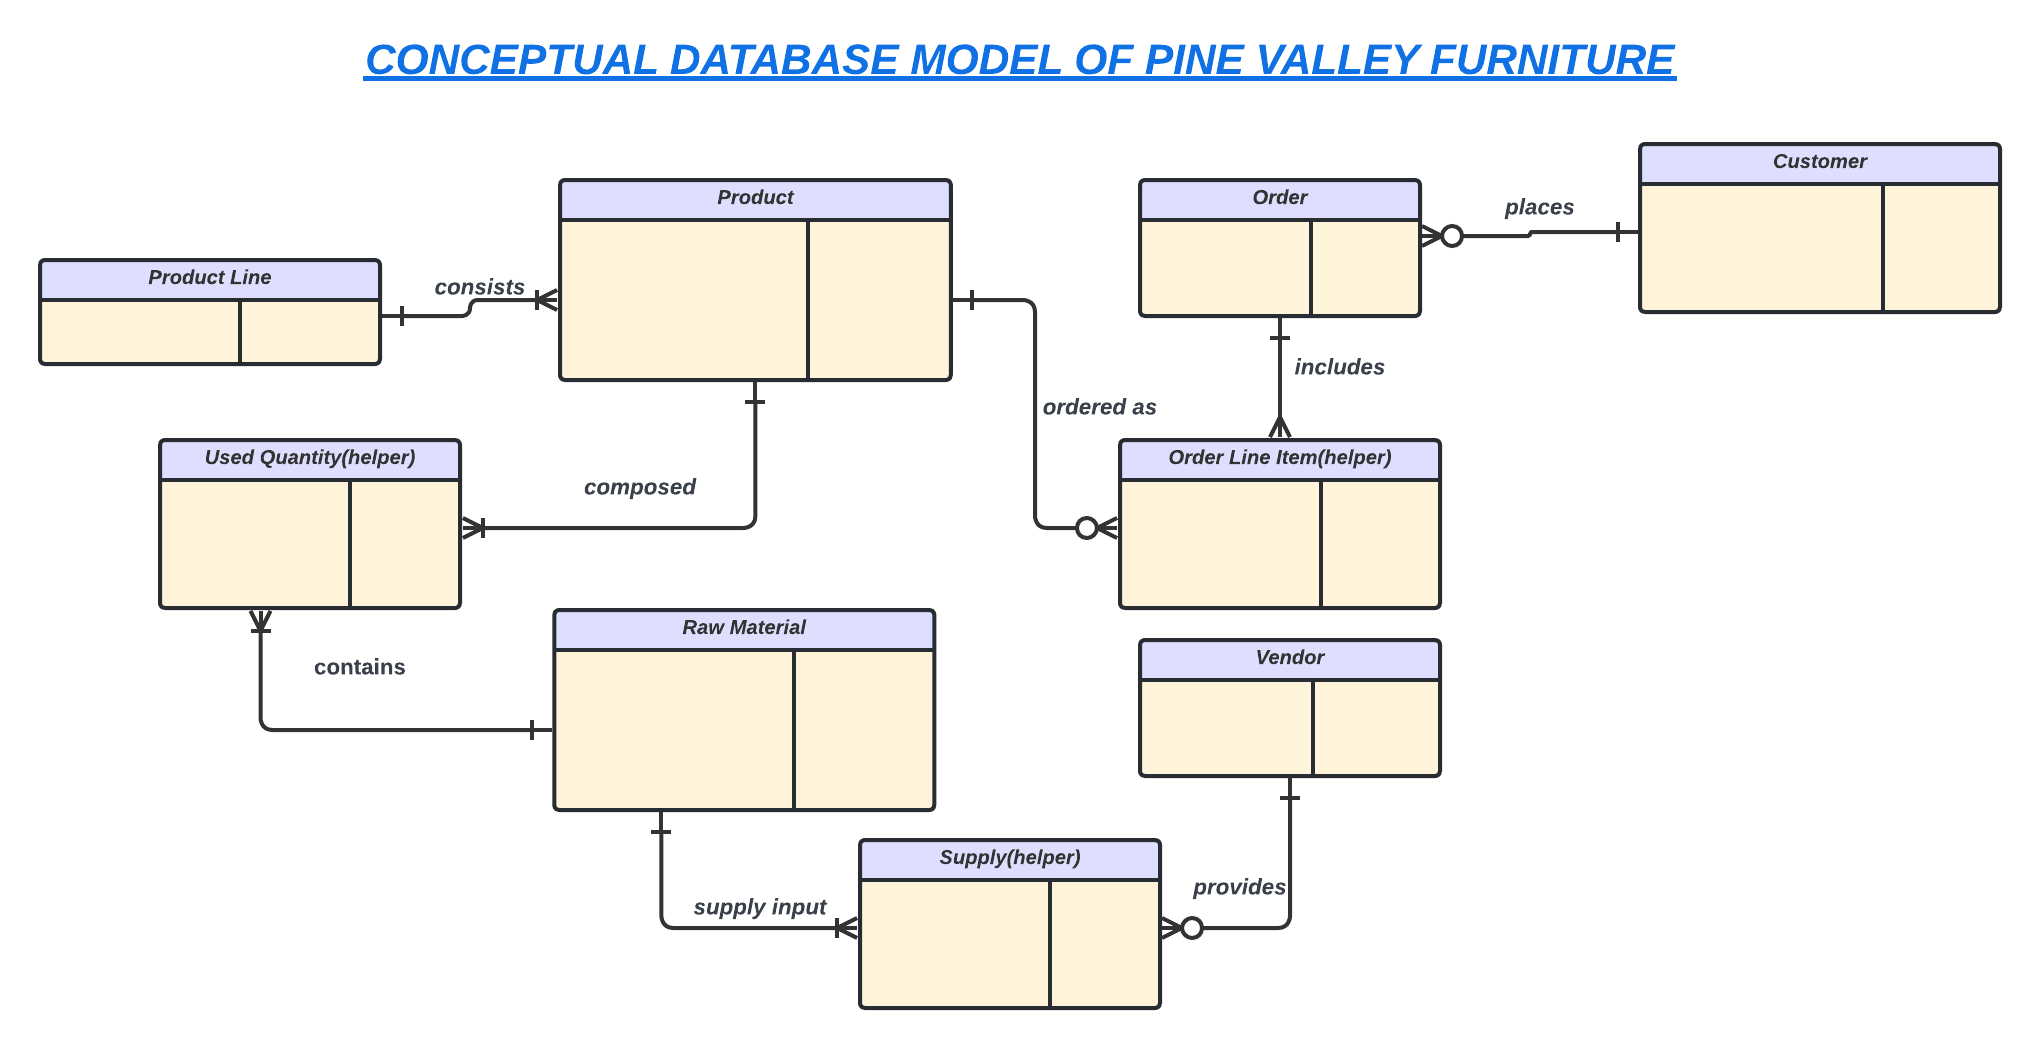 CONCEPTUAL DATABASE MODEL OF PINE VALLEY FURNITURE
Customer
Product
Order
places
Product Line
consists
includes
ordered as
Used Quantity(helper)
Order Line Item(helper)
composed
Raw Material
Vendor
contains
Supply(helper)
provides
supply input